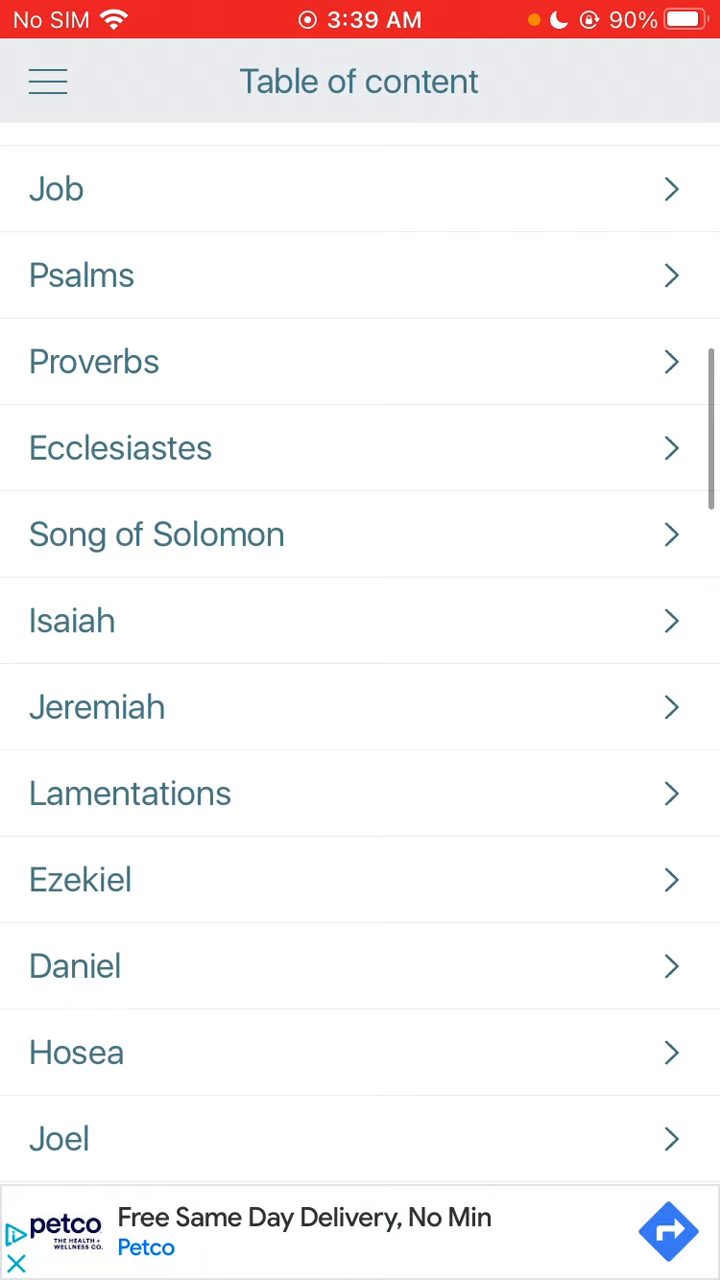 No SIM 3:39 AM 90%
Table of content
Job
Psalms
Proverbs
Ecclesiastes
Song of Solomon
Isaiah
Jeremiah
Lamentations
Ezekiel
Daniel
Hosea
Joel
petco
THE HEALTH +
WELLNESS CO.
Free Same Day Delivery, No Min
Petco